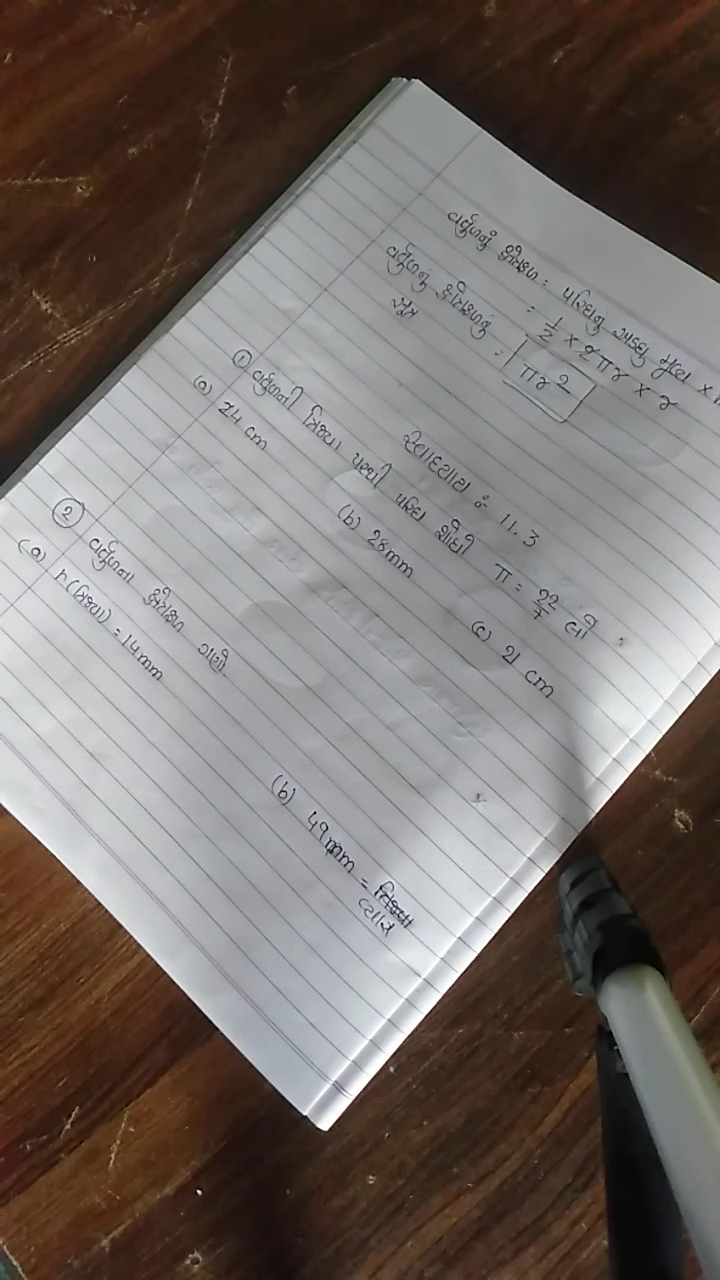 વર્તુળનું ક્ષેત્રફળ = પરિઘનું અડધું મૂલ્ય ×
= 1/2 × 2πr × r
વર્તુળનું ક્ષેત્રફળનું સૂત્ર = πr²
સ્વાધ્યાય :- 11.3
① વર્તુળની ત્રિજ્યા પરથી પરિઘ શોધો π = 22/7 લો
(a) 14 cm (b) 28mm (c) 21 cm
② વર્તુળના ક્ષેત્રફળ શોધો.
(a) r(ત્રિજ્યા) = 14mm
(b) 49mm = વ્યાસ